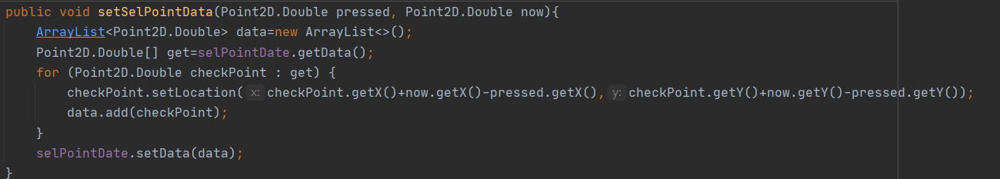 public void setSelPointData(Point2D.Double pressed, Point2D.Double now){
    ArrayList<Point2D.Double> data=new ArrayList<>();
    Point2D.Double[] get=selPointDate.getData();
    for (Point2D.Double checkPoint : get) {
        checkPoint.setLocation( x: checkPoint.getX()+now.getX()-pressed.getX(), y: checkPoint.getY()+now.getY()-pressed.getY());
        data.add(checkPoint);
    }
    selPointDate.setData(data);
}